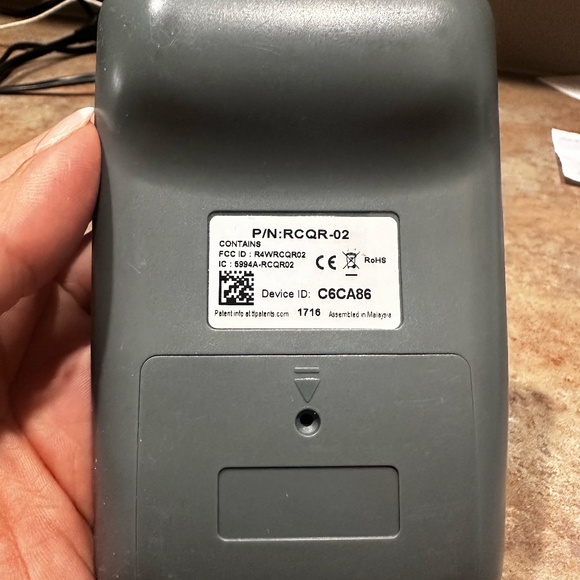 P/N:RCQR-02
CONTAINS
FCC ID : R4WRCQR02
IC : 5994A-RCQR02
CE RoHS
Device ID: C6CA86
Patent info at tlpatents.com 1716 Assembled in Malaysia